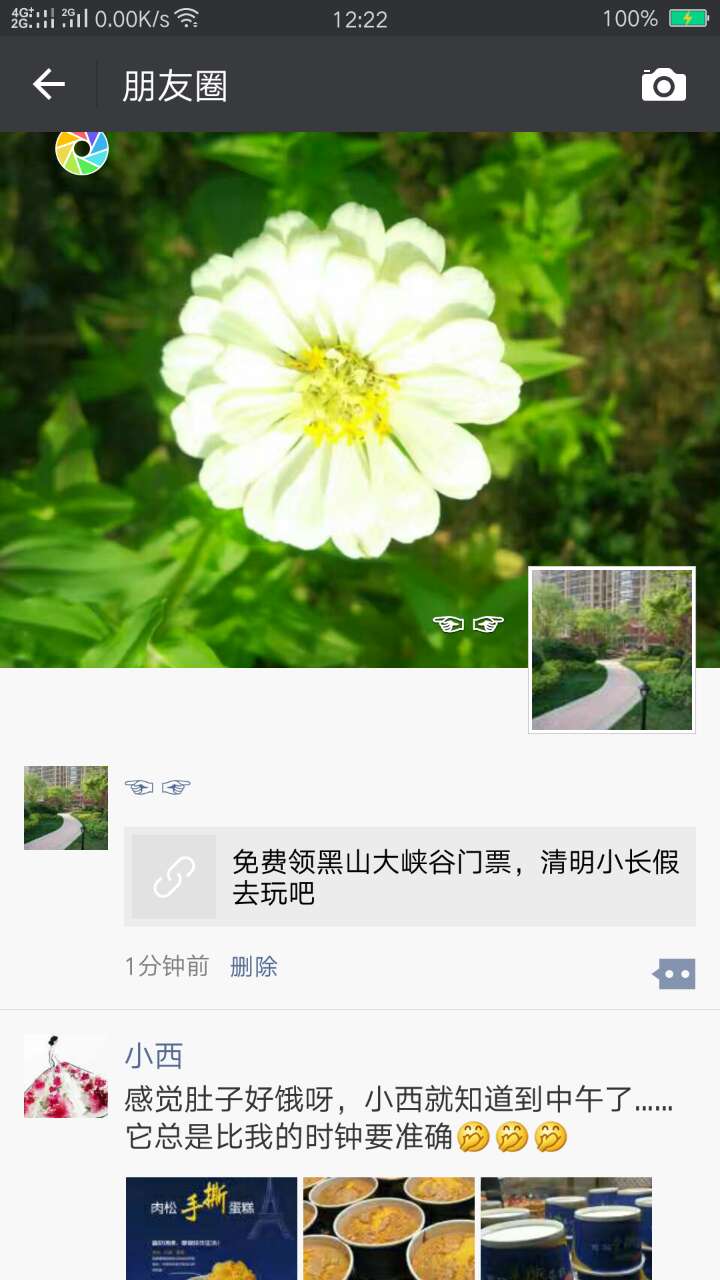 4G+ 2G 2G 0.00K/s 12:22 100%
朋友圈
☜ ☞
☜ ☞
免费领黑山大峡谷门票，清明小长假
去玩吧
1分钟前 删除
小西
感觉肚子好饿呀，小西就知道到中午了......
它总是比我的时钟要准确🤭🤭🤭
肉松 手撕 蛋糕